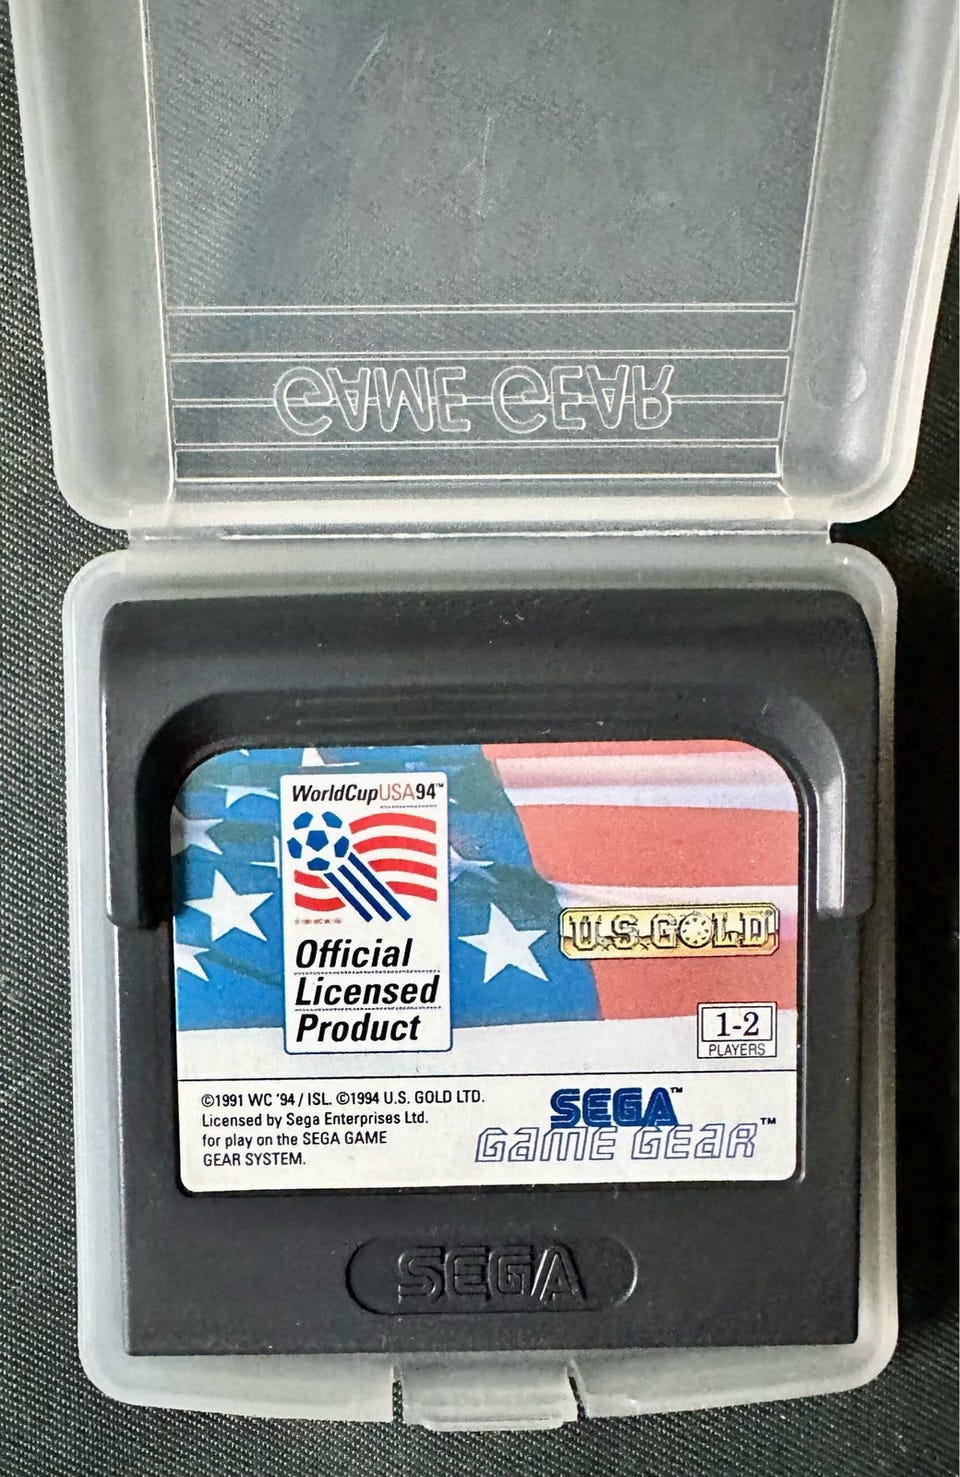 GAME GEAR
WorldCupUSA94™
Official
Licensed
Product
U.S. GOLD
1-2
PLAYERS
©1991 WC '94 / ISL. ©1994 U.S. GOLD LTD.
Licensed by Sega Enterprises Ltd.
for play on the SEGA GAME
GEAR SYSTEM.
SEGA™
GAME GEAR™
SEGA